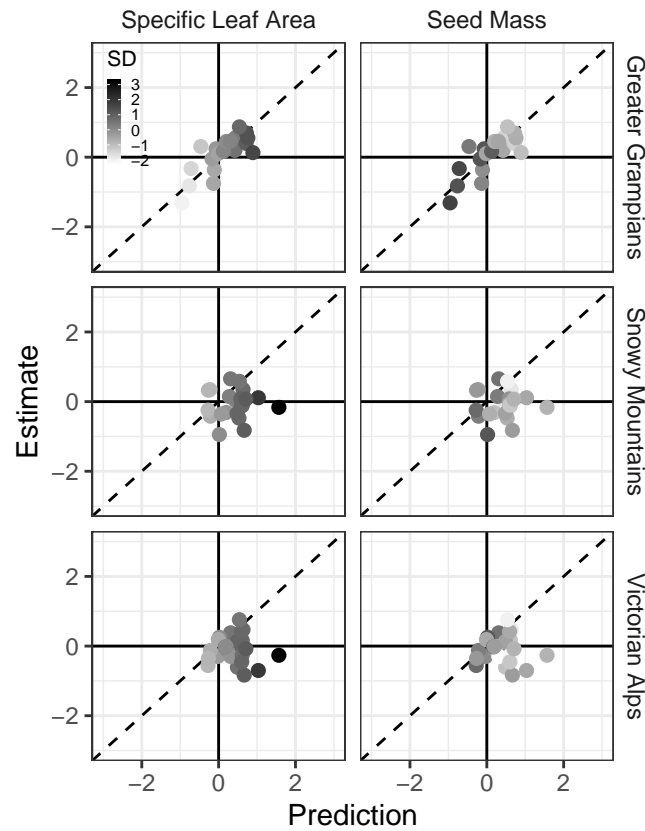 Specific Leaf Area
Seed Mass
SD
3
2
1
0
−1
−2
2
0
−2
Greater Grampians
2
0
−2
Snowy Mountains
2
0
−2
Victorian Alps
Estimate
−2
0
2
−2
0
2
Prediction